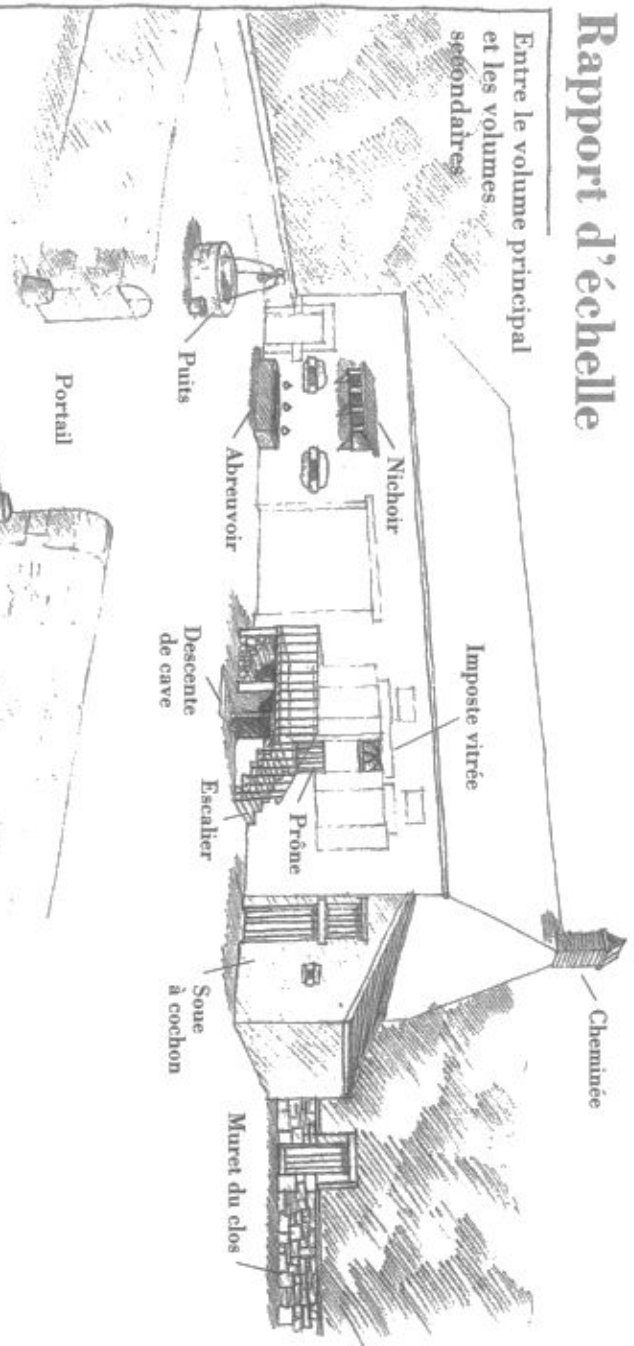 Rapport d'échelle
Entre le volume principal
et les volumes
secondaires
Cheminée
Imposte vitrée
Nichoir
Prône
Puits
Abreuvoir
Escalier
Descente
de cave
Soue
à cochon
Muret du clos
Portail